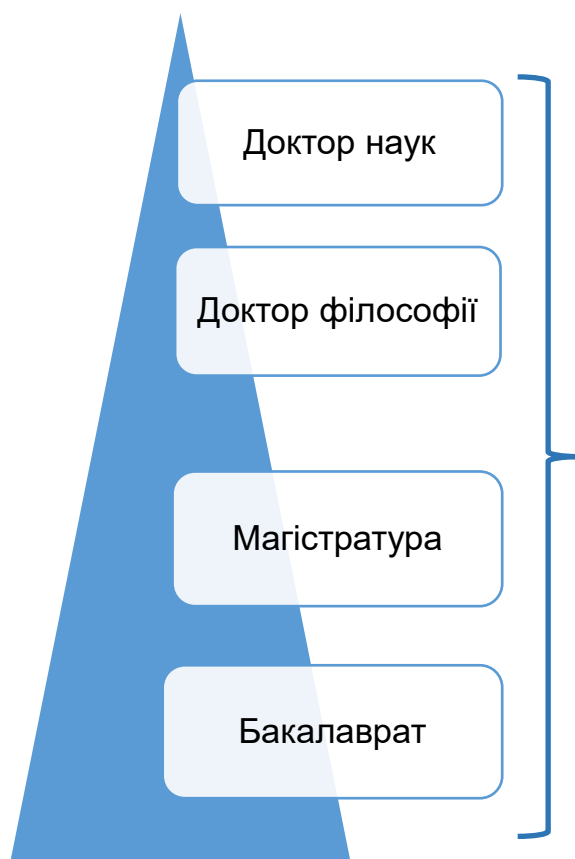 Доктор наук
Доктор філософії
Магістратура
Бакалаврат